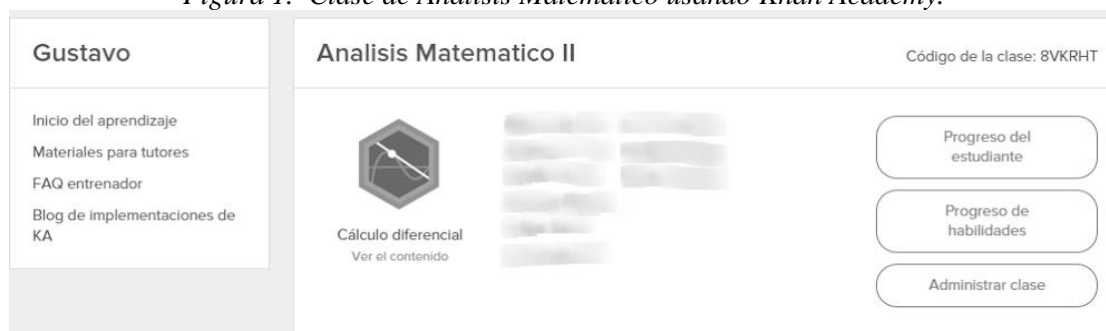 Figura 1. Clase de Análisis Matemático usando Khan Academy.
Gustavo
Inicio del aprendizaje
Materiales para tutores
FAQ entrenador
Blog de implementaciones de
KA
Analisis Matematico II
Código de la clase: 8VKRHT
Cálculo diferencial
Ver el contenido
Progreso del
estudiante
Progreso de
habilidades
Administrar clase